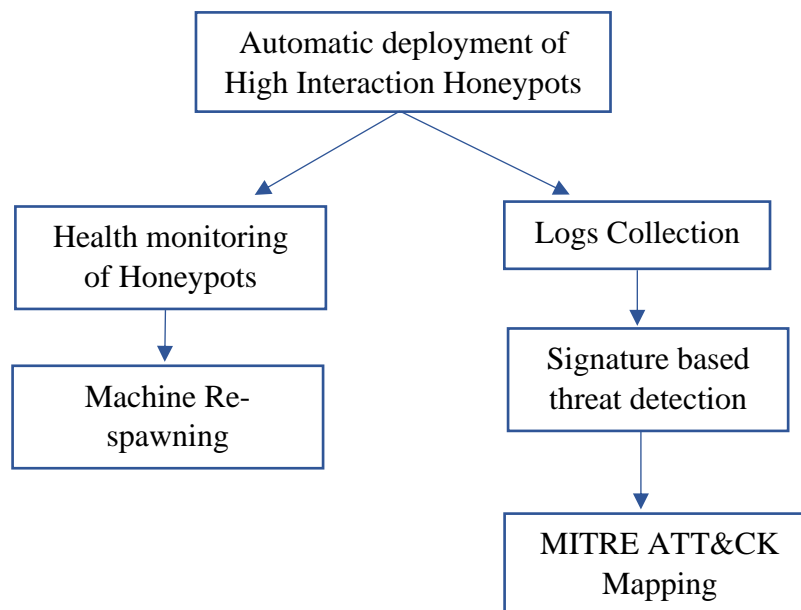 Automatic deployment of
High Interaction Honeypots
Health monitoring
of Honeypots
Machine Re-
spawning
Logs Collection
Signature based
threat detection
MITRE ATT&CK
Mapping